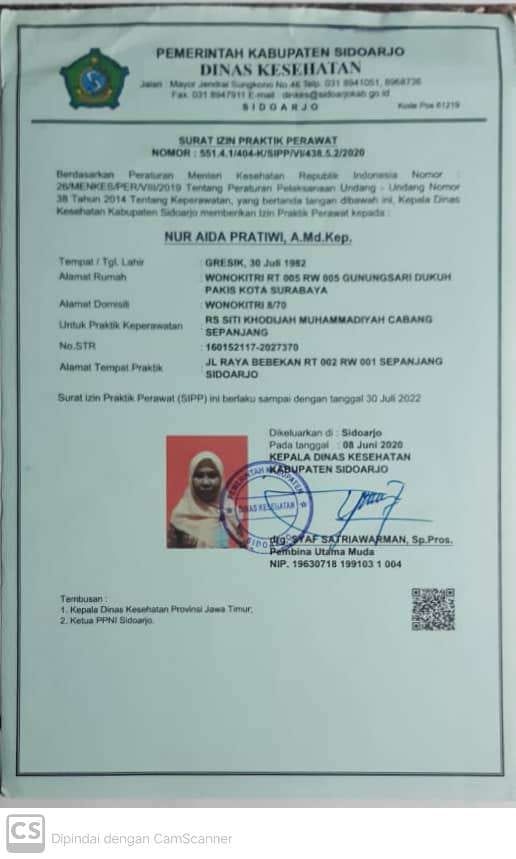 PEMERINTAH KABUPATEN SIDOARJO
DINAS KESEHATAN
Jalan : Mayor Jendral Sungkono No.46 Telp. 031 8941051, 8968736
Fax. 031 8947911 E-mail : dinkes@sidoarjokab.go.id
SIDOARJO Kode Pos 61219
SURAT IZIN PRAKTIK PERAWAT
NOMOR : 551.4.1/404-K/SIPP/VI/438.5.2/2020
Berdasarkan Peraturan Menteri Kesehatan Republik Indonesia Nomor :
26/MENKES/PER/VIII/2019 Tentang Peraturan Pelaksanaan Undang - Undang Nomor
38 Tahun 2014 Tentang Keperawatan, yang bertanda tangan dibawah ini, Kepala Dinas
Kesehatan Kabupaten Sidoarjo memberikan Izin Praktik Perawat kepada :
NUR AIDA PRATIWI, A.Md.Kep.
Tempat / Tgl. Lahir : GRESIK, 30 Juli 1982
Alamat Rumah : WONOKITRI RT 005 RW 005 GUNUNGSARI DUKUH
PAKIS KOTA SURABAYA
Alamat Domisili : WONOKITRI 8/70
Untuk Praktik Keperawatan : RS SITI KHODIJAH MUHAMMADIYAH CABANG
SEPANJANG
No.STR : 160152117-2027370
Alamat Tempat Praktik : JL RAYA BEBEKAN RT 002 RW 001 SEPANJANG
SIDOARJO
Surat izin Praktik Perawat (SIPP) ini berlaku sampai dengan tanggal 30 Juli 2022
Dikeluarkan di : Sidoarjo
Pada tanggal : 08 Juni 2020
KEPALA DINAS KESEHATAN
KABUPATEN SIDOARJO
PEMERINTAH KABUPATEN
DINAS KESEHATAN
SIDOARJO
drg. SYAF SATRIAWARMAN, Sp.Pros.
Pembina Utama Muda
NIP. 19630718 199103 1 004
Tembusan :
1. Kepala Dinas Kesehatan Provinsi Jawa Timur;
2. Ketua PPNI Sidoarjo.
CS Dipindai dengan CamScanner